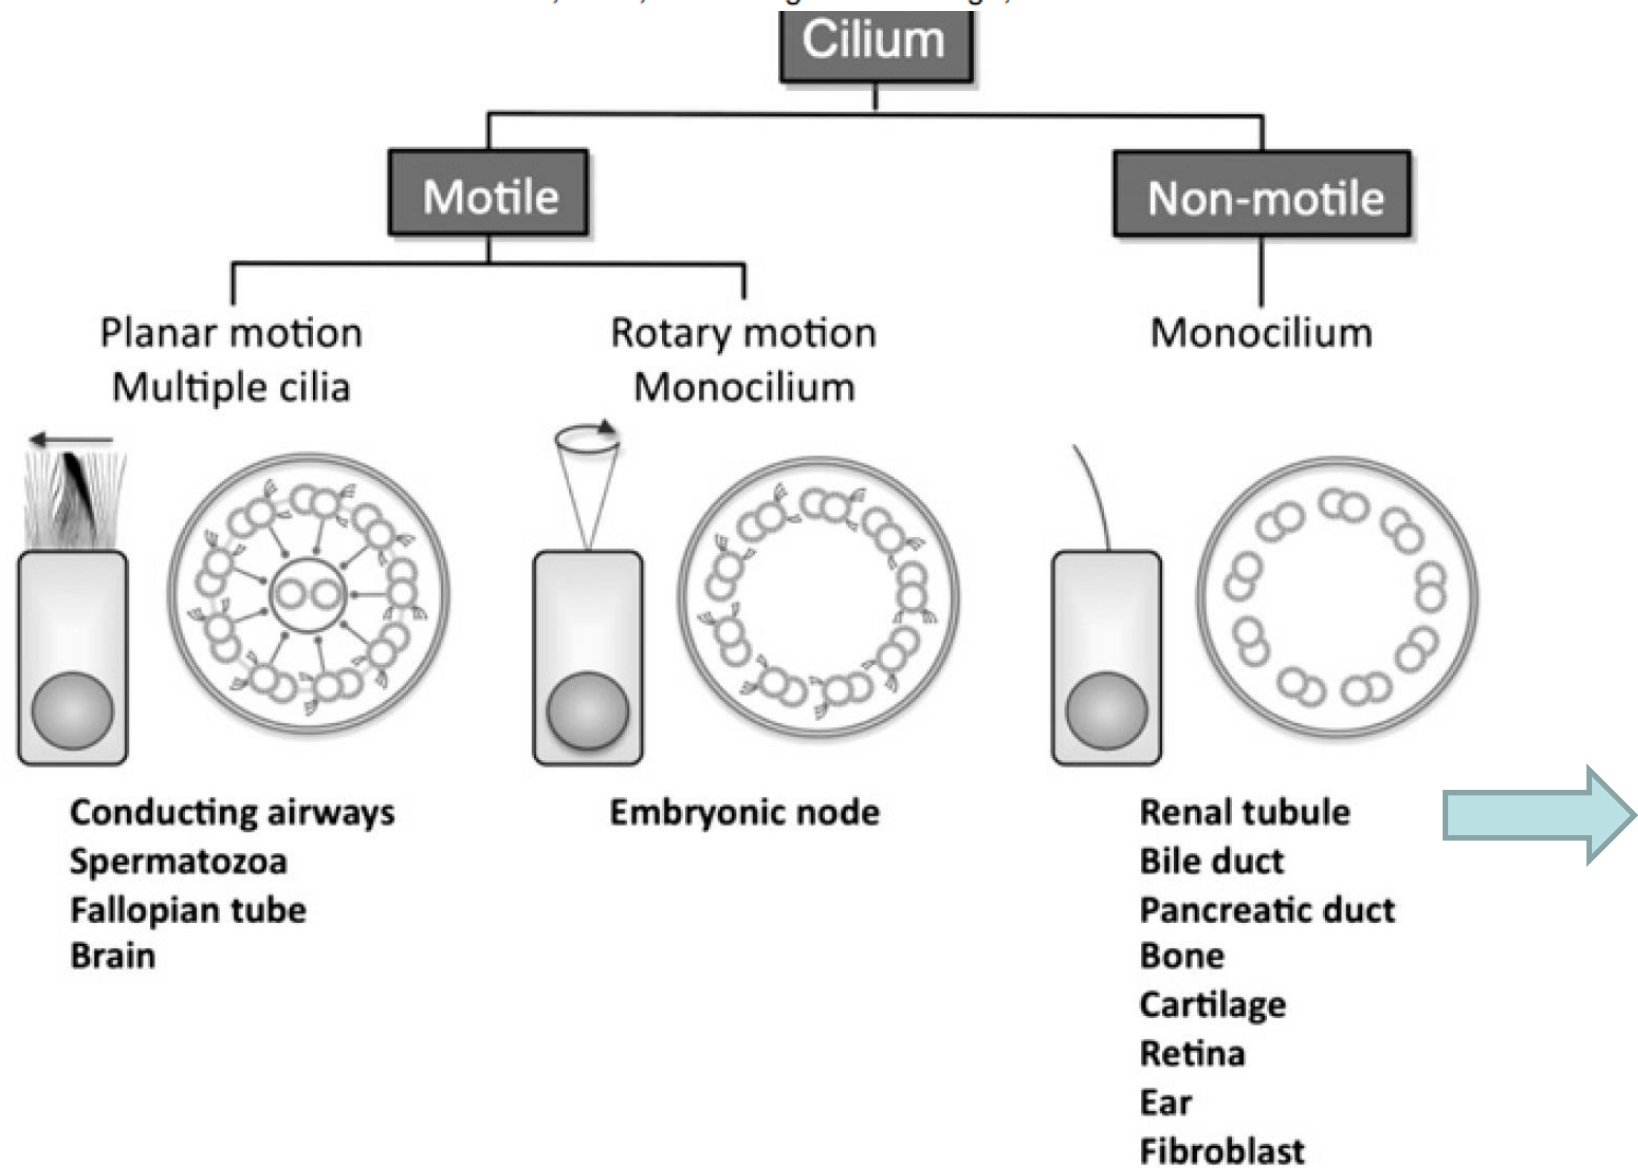 Cilium
Motile
Non-motile
Planar motion
Multiple cilia
Rotary motion
Monocilium
Monocilium
Conducting airways
Spermatozoa
Fallopian tube
Brain
Embryonic node
Renal tubule
Bile duct
Pancreatic duct
Bone
Cartilage
Retina
Ear
Fibroblast